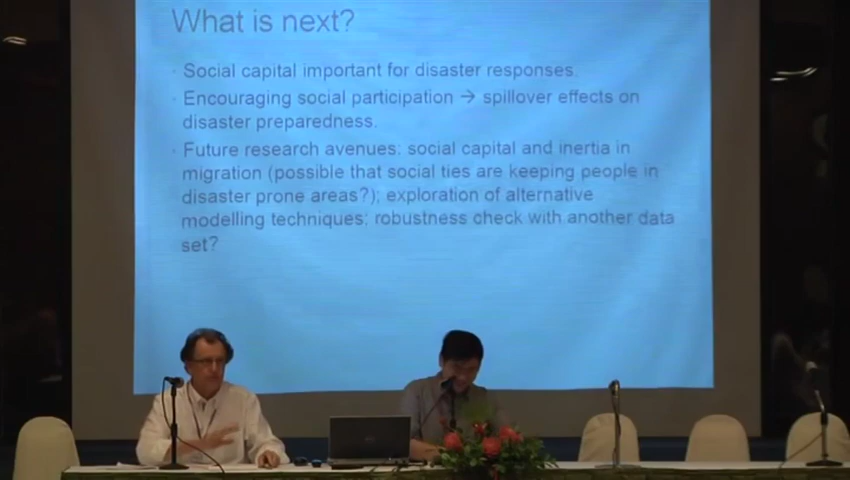 What is next?
Social capital important for disaster responses.
Encouraging social participation → spillover effects on
disaster preparedness.
Future research avenues: social capital and inertia in
migration (possible that social ties are keeping people in
disaster prone areas?); exploration of alternative
modelling techniques; robustness check with another data
set?